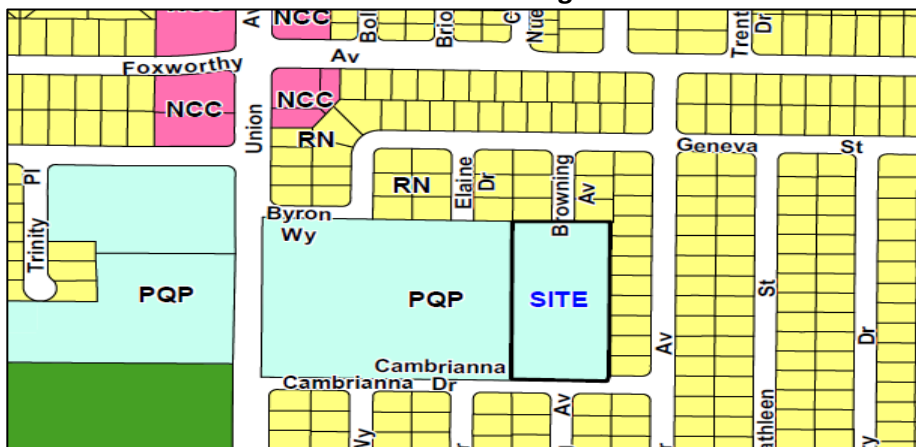 NCC
Av
Bol
Brio
C
Nue
Trent
Dr
Foxworthy
Av
NCC
NCC
Union
RN
Geneva
St
Pl
Trinity
RN
Elaine
Dr
Browning
Av
Byron
Wy
PQP
PQP
SITE
St
Av
Dr
Cambrianna
Cambrianna Dr
Wy
Av
athleen